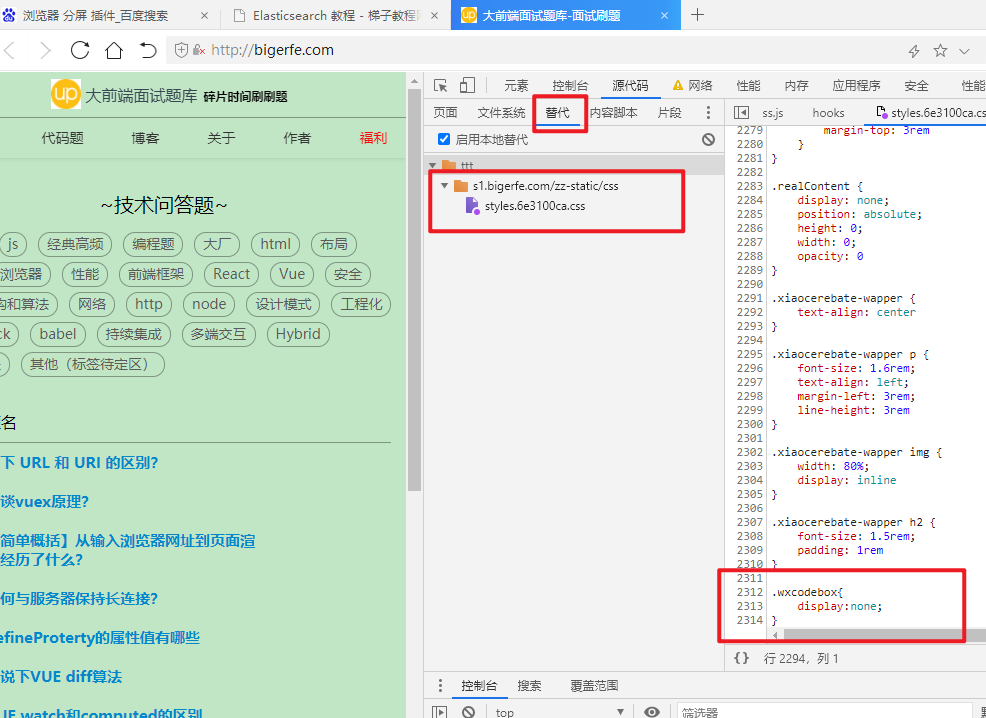 浏览器 分屏 插件_百度搜索 × Elasticsearch 教程 - 梯子教程 × up 大前端面试题库-面试刷题 ×
http://bigerfe.com
up 大前端面试题库 碎片时间刷刷题
代码题 博客 关于 作者 福利
~技术问答题~
js 经典高频 编程题 大厂 html 布局
浏览器 性能 前端框架 React Vue 安全
构和算法 网络 http node 设计模式 工程化
ck babel 持续集成 多端交互 Hybrid
其他（标签待定区）
名
下 URL 和 URI 的区别?
谈vuex原理?
简单概括】从输入浏览器网址到页面渲
经历了什么?
何与服务器保持长连接?
efineProterty的属性值有哪些
说下VUE diff算法
UE watch和computed的区别
元素 控制台 源代码 网络 性能 内存 应用程序 安全 性能
页面 文件系统 替代 内容脚本 片段
启用本地替代
ttt
s1.bigerfe.com/zz-static/css
styles.6e3100ca.css
ss.js hooks styles.6e3100ca.cs
2279 margin-top: 3rem
2280 }
2281 }
2282
2283 .realContent {
2284 display: none;
2285 position: absolute;
2286 height: 0;
2287 width: 0;
2288 opacity: 0
2289 }
2290
2291 .xiaocerebate-wapper {
2292 text-align: center
2293 }
2294
2295 .xiaocerebate-wapper p {
2296 font-size: 1.6rem;
2297 text-align: left;
2298 margin-left: 3rem;
2299 line-height: 3rem
2300 }
2301
2302 .xiaocerebate-wapper img {
2303 width: 80%;
2304 display: inline
2305 }
2306
2307 .xiaocerebate-wapper h2 {
2308 font-size: 1.5rem;
2309 padding: 1rem
2310 }
2311
2312 .wxcodebox{
2313 display:none;
2314 }
{} 行 2294，列 1
控制台 搜索 覆盖范围
top 筛选器